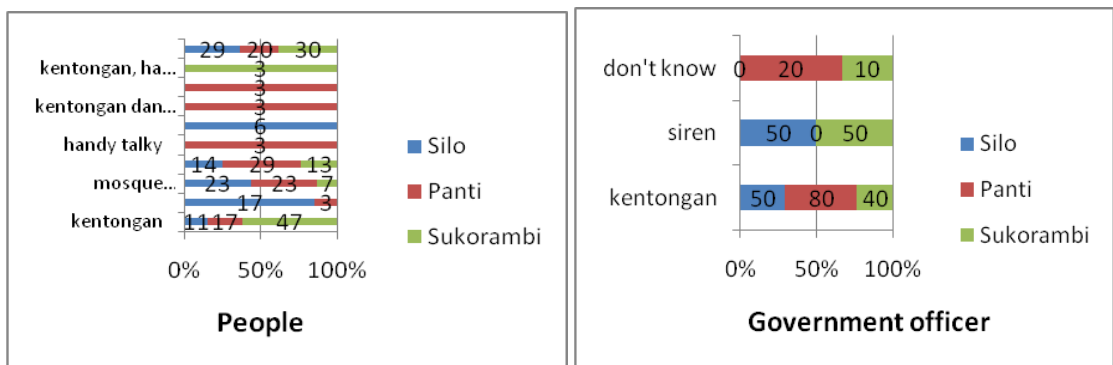 29 20 30
kentongan, ha... 3
3
kentongan dan... 3
6
handy talky 3
14 29 13
mosque... 23 23 7
17 3
kentongan 11 17 47
0% 50% 100%
People
Silo
Panti
Sukorambi
don't know 0 20 10
siren 50 0 50
kentongan 50 80 40
0% 50% 100%
Government officer
Silo
Panti
Sukorambi